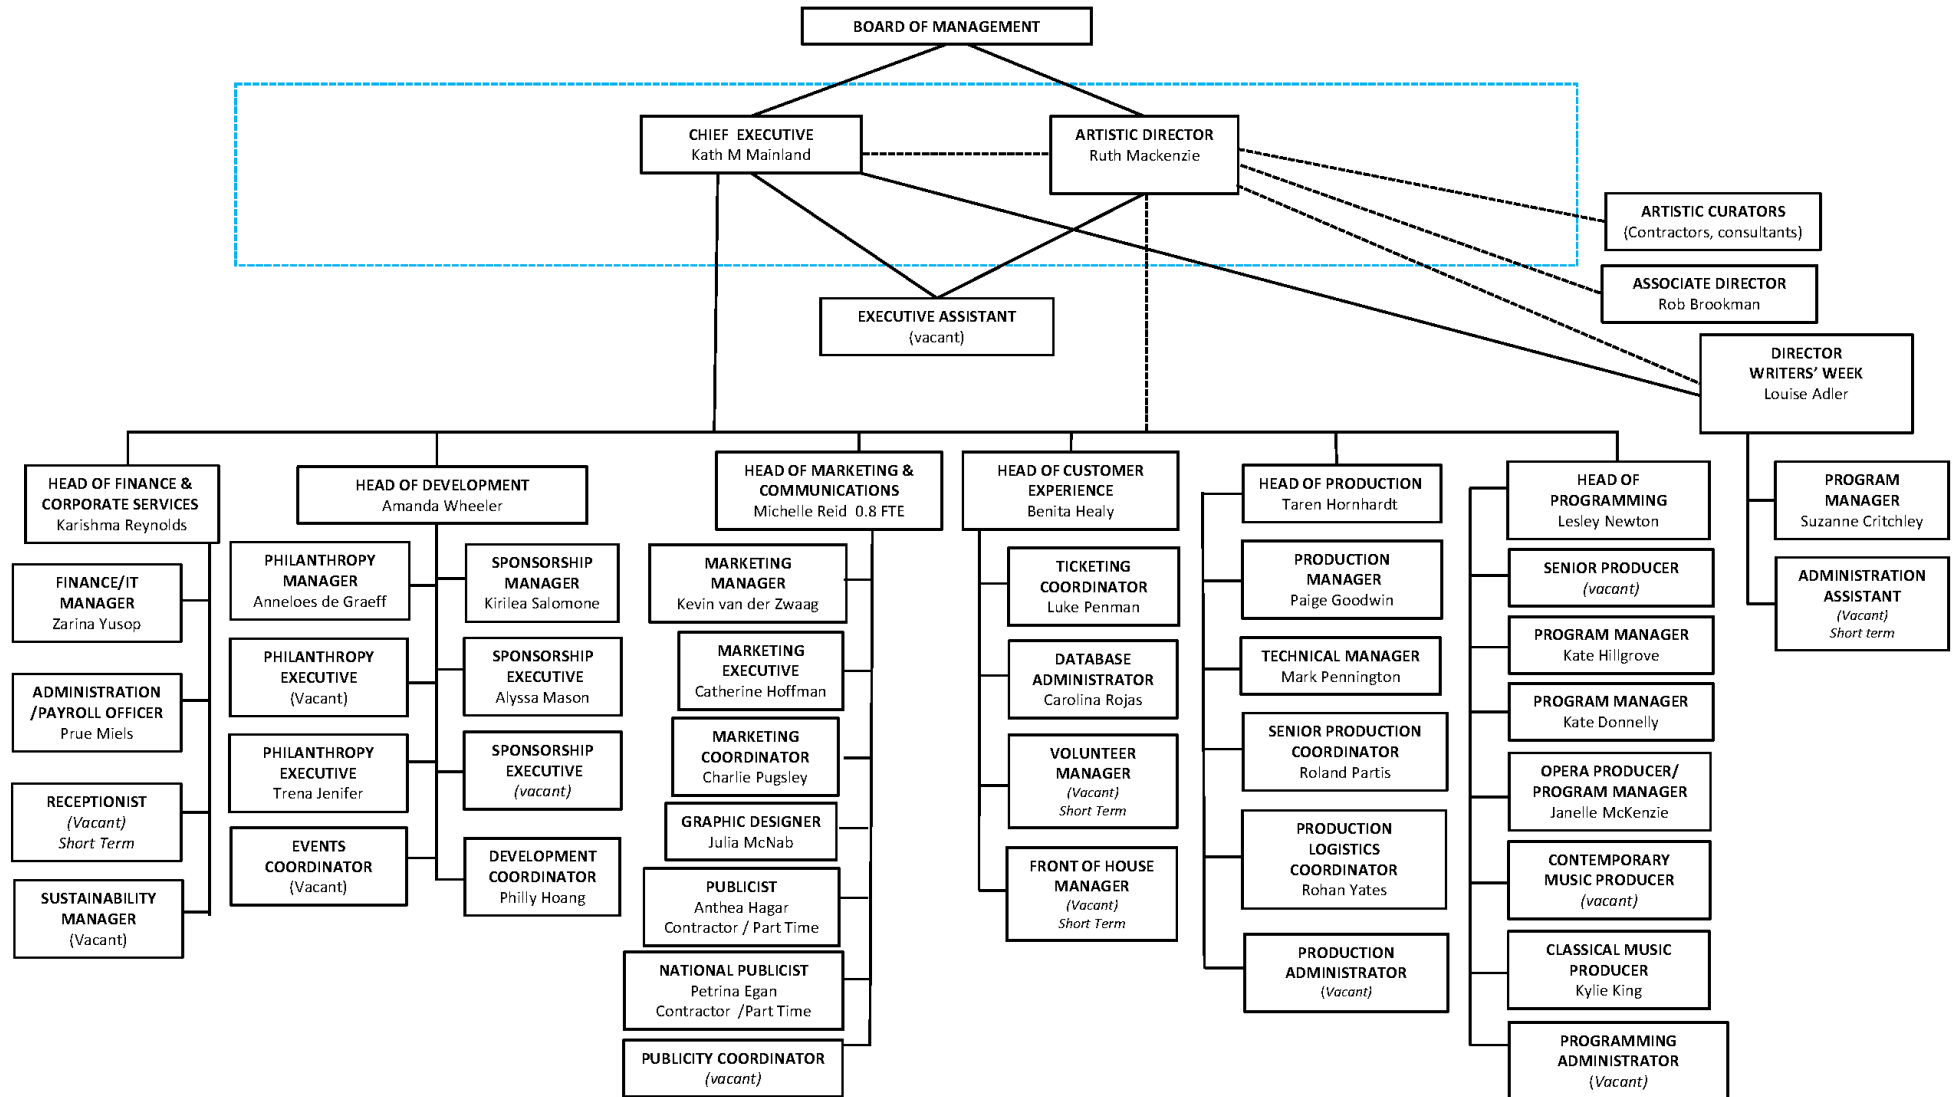 BOARD OF MANAGEMENT
CHIEF EXECUTIVE
Kath M Mainland
ARTISTIC DIRECTOR
Ruth Mackenzie
ARTISTIC CURATORS
(Contractors, consultants)
ASSOCIATE DIRECTOR
Rob Brookman
EXECUTIVE ASSISTANT
(vacant)
DIRECTOR
WRITERS’ WEEK
Louise Adler
HEAD OF FINANCE &
CORPORATE SERVICES
Karishma Reynolds
FINANCE/IT
MANAGER
Zarina Yusop
ADMINISTRATION
/PAYROLL OFFICER
Prue Miels
RECEPTIONIST
(Vacant)
Short Term
SUSTAINABILITY
MANAGER
(Vacant)
HEAD OF DEVELOPMENT
Amanda Wheeler
PHILANTHROPY
MANAGER
Anneloes de Graeff
PHILANTHROPY
EXECUTIVE
(Vacant)
PHILANTHROPY
EXECUTIVE
Trena Jenifer
EVENTS
COORDINATOR
(Vacant)
SPONSORSHIP
MANAGER
Kirilea Salomone
SPONSORSHIP
EXECUTIVE
Alyssa Mason
SPONSORSHIP
EXECUTIVE
(vacant)
DEVELOPMENT
COORDINATOR
Philly Hoang
HEAD OF MARKETING &
COMMUNICATIONS
Michelle Reid 0.8 FTE
MARKETING
MANAGER
Kevin van der Zwaag
MARKETING
EXECUTIVE
Catherine Hoffman
MARKETING
COORDINATOR
Charlie Pugsley
GRAPHIC DESIGNER
Julia McNab
PUBLICIST
Anthea Hagar
Contractor / Part Time
NATIONAL PUBLICIST
Petrina Egan
Contractor /Part Time
PUBLICITY COORDINATOR
(vacant)
HEAD OF CUSTOMER
EXPERIENCE
Benita Healy
TICKETING
COORDINATOR
Luke Penman
DATABASE
ADMINISTRATOR
Carolina Rojas
VOLUNTEER
MANAGER
(Vacant)
Short Term
FRONT OF HOUSE
MANAGER
(Vacant)
Short Term
HEAD OF PRODUCTION
Taren Hornhardt
PRODUCTION
MANAGER
Paige Goodwin
TECHNICAL MANAGER
Mark Pennington
SENIOR PRODUCTION
COORDINATOR
Roland Partis
PRODUCTION
LOGISTICS
COORDINATOR
Rohan Yates
PRODUCTION
ADMINISTRATOR
(Vacant)
HEAD OF
PROGRAMMING
Lesley Newton
SENIOR PRODUCER
(vacant)
PROGRAM MANAGER
Kate Hillgrove
PROGRAM MANAGER
Kate Donnelly
OPERA PRODUCER/
PROGRAM MANAGER
Janelle McKenzie
CONTEMPORARY
MUSIC PRODUCER
(vacant)
CLASSICAL MUSIC
PRODUCER
Kylie King
PROGRAMMING
ADMINISTRATOR
(Vacant)
PROGRAM
MANAGER
Suzanne Critchley
ADMINISTRATION
ASSISTANT
(Vacant)
Short term